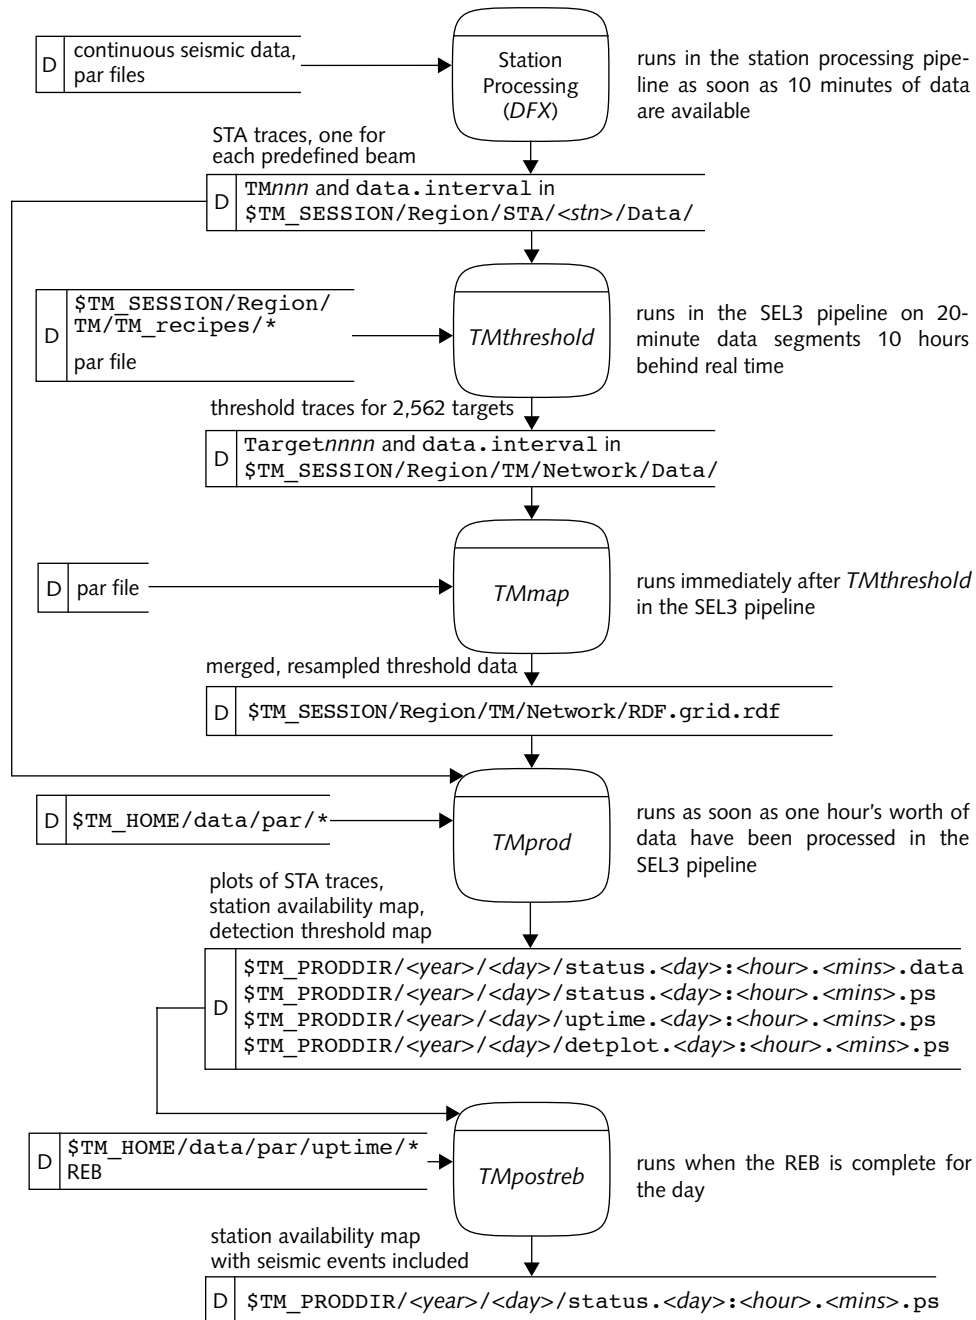 D
continuous seismic data,
par files
Station
Processing
(DFX)
runs in the station processing pipe-
line as soon as 10 minutes of data
are available
STA traces, one for
each predefined beam
D
TMnnn and data.interval in
$TM_SESSION/Region/STA/<stn>/Data/
D
$TM_SESSION/Region/
TM/TM_recipes/*
par file
TMthreshold
runs in the SEL3 pipeline on 20-
minute data segments 10 hours
behind real time
threshold traces for 2,562 targets
D
Targetnnnn and data.interval in
$TM_SESSION/Region/TM/Network/Data/
D
par file
TMmap
runs immediately after TMthreshold
in the SEL3 pipeline
merged, resampled threshold data
D
$TM_SESSION/Region/TM/Network/RDF.grid.rdf
D
$TM_HOME/data/par/*
TMprod
runs as soon as one hour's worth of
data have been processed in the
SEL3 pipeline
plots of STA traces,
station availability map,
detection threshold map
D
$TM_PRODDIR/<year>/<day>/status.<day>:<hour>.<mins>.data
$TM_PRODDIR/<year>/<day>/status.<day>:<hour>.<mins>.ps
$TM_PRODDIR/<year>/<day>/uptime.<day>:<hour>.<mins>.ps
$TM_PRODDIR/<year>/<day>/detplot.<day>:<hour>.<mins>.ps
D
$TM_HOME/data/par/uptime/*
REB
TMpostreb
runs when the REB is complete for
the day
station availability map
with seismic events included
D
$TM_PRODDIR/<year>/<day>/status.<day>:<hour>.<mins>.ps